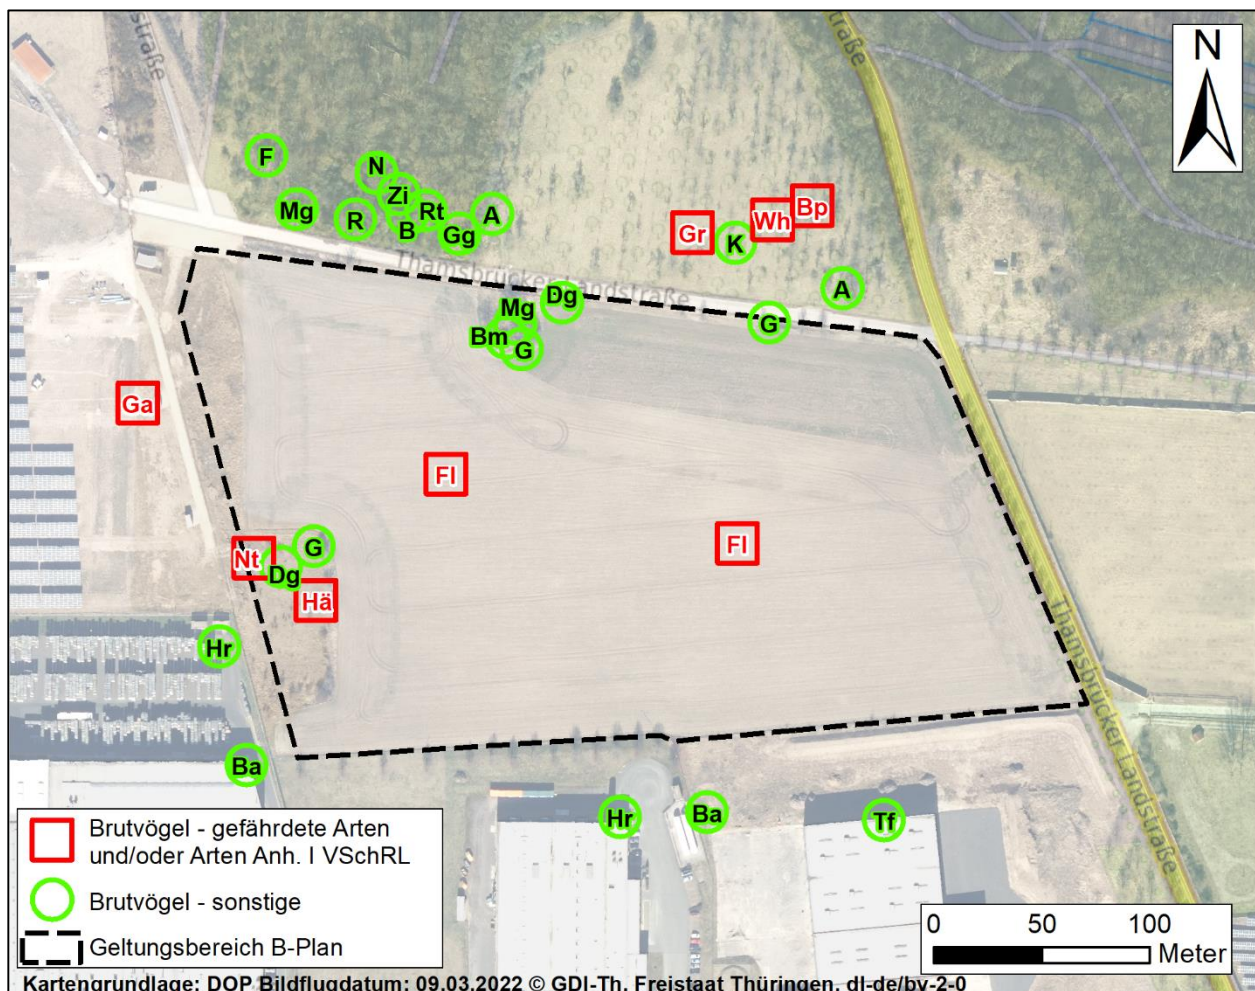 straße
straße
N
F
N
Zi
Mg
R
B
Rt
Gg
A
Gr
K
Wh
Bp
A
Thamsbrücker Landstraße
Dg
Mg
Bm
G
G
Ga
Fl
Fl
Nt
G
Dg
Hä
Hr
Thamsbrücker Landstraße
Ba
Hr
Ba
Tf
Brutvögel - gefährdete Arten
und/oder Arten Anh. I VSchRL
Brutvögel - sonstige
Geltungsbereich B-Plan
0 50 100
Meter
Kartengrundlage: DOP Bildflugdatum: 09.03.2022 © GDI-Th, Freistaat Thüringen, dl-de/by-2-0